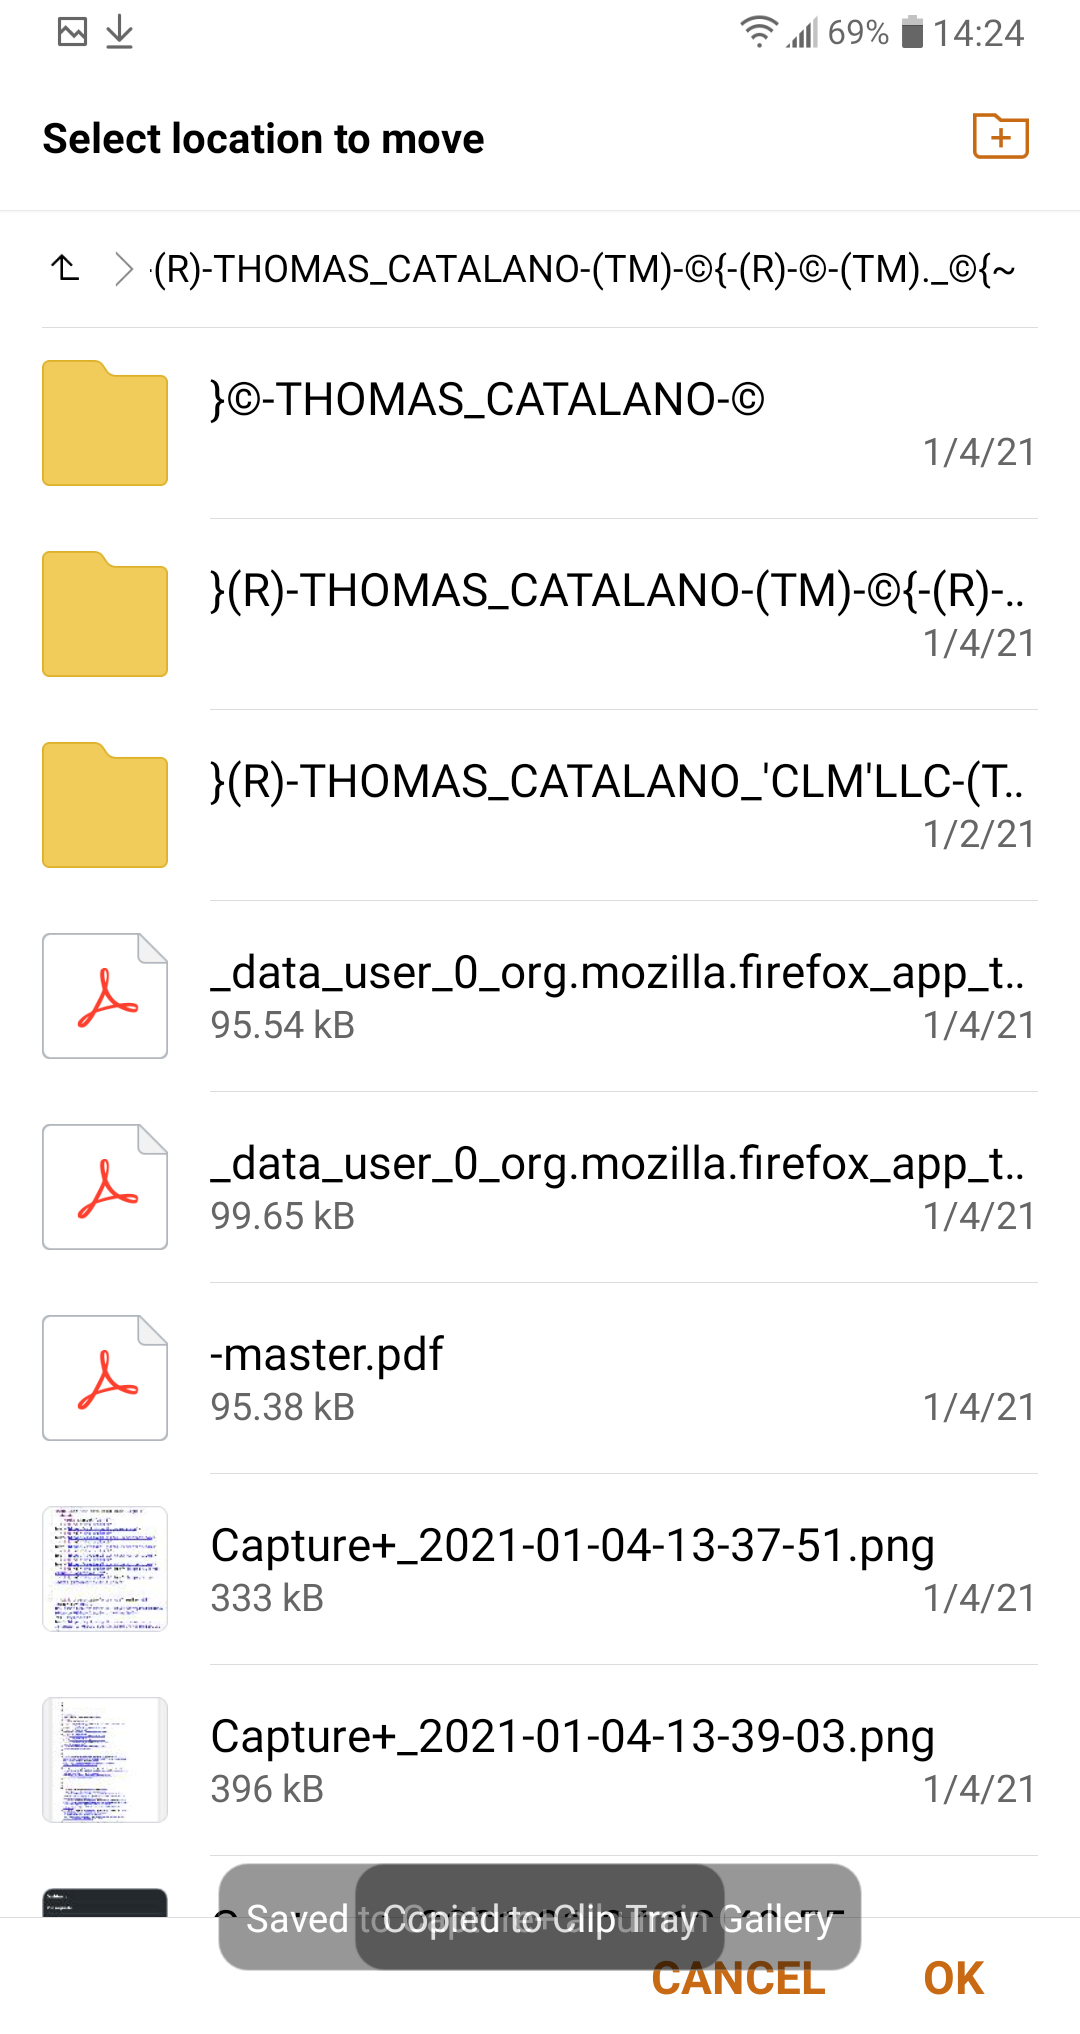 69% 14:24
Select location to move
-(R)-THOMAS_CATALANO-(TM)-©{-(R)-©-(TM)._©{~
}©-THOMAS_CATALANO-©
1/4/21
}(R)-THOMAS_CATALANO-(TM)-©{-(R)-..
1/4/21
}(R)-THOMAS_CATALANO_'CLM'LLC-(T..
1/2/21
_data_user_0_org.mozilla.firefox_app_t..
95.54 kB 1/4/21
_data_user_0_org.mozilla.firefox_app_t..
99.65 kB 1/4/21
-master.pdf
95.38 kB 1/4/21
Capture+_2021-01-04-13-37-51.png
333 kB 1/4/21
Capture+_2021-01-04-13-39-03.png
396 kB 1/4/21
Saved to Capture+ album in Gallery
Copied to Clip Tray
CANCEL OK